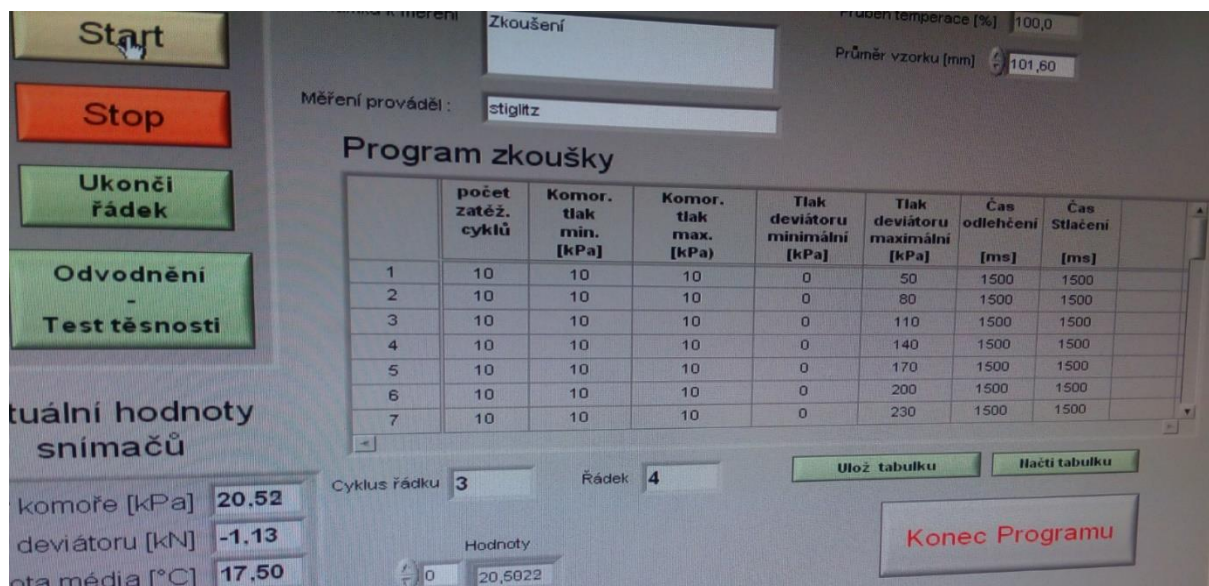 Start
Stop
Ukonči
řádek
Odvodnění
-
Test těsnosti
k měření
Zkoušení
temperace [%]
100,0
Průměr vzorku [mm]
101,60
Měření prováděl :
stiglitz
Program zkoušky
počet zatěž. cyklů
Komor. tlak min. [kPa]
Komor. tlak max. [kPa)
Tlak deviátoru minimální [kPa]
Tlak deviátoru maximální [kPa]
Čas odlehčení [ms]
Čas Stlačení [ms]
1 10 10 10 0 50 1500 1500
2 10 10 10 0 80 1500 1500
3 10 10 10 0 110 1500 1500
4 10 10 10 0 140 1500 1500
5 10 10 10 0 170 1500 1500
6 10 10 10 0 200 1500 1500
7 10 10 10 0 230 1500 1500
Cyklus řádku 3
Řádek 4
Ulož tabulku
Načti tabulku
Konec Programu
Hodnoty
0 20,5022
tuální hodnoty
snímačů
komoře [kPa] 20,52
deviátoru [kN] -1,13
ota média [°C] 17,50